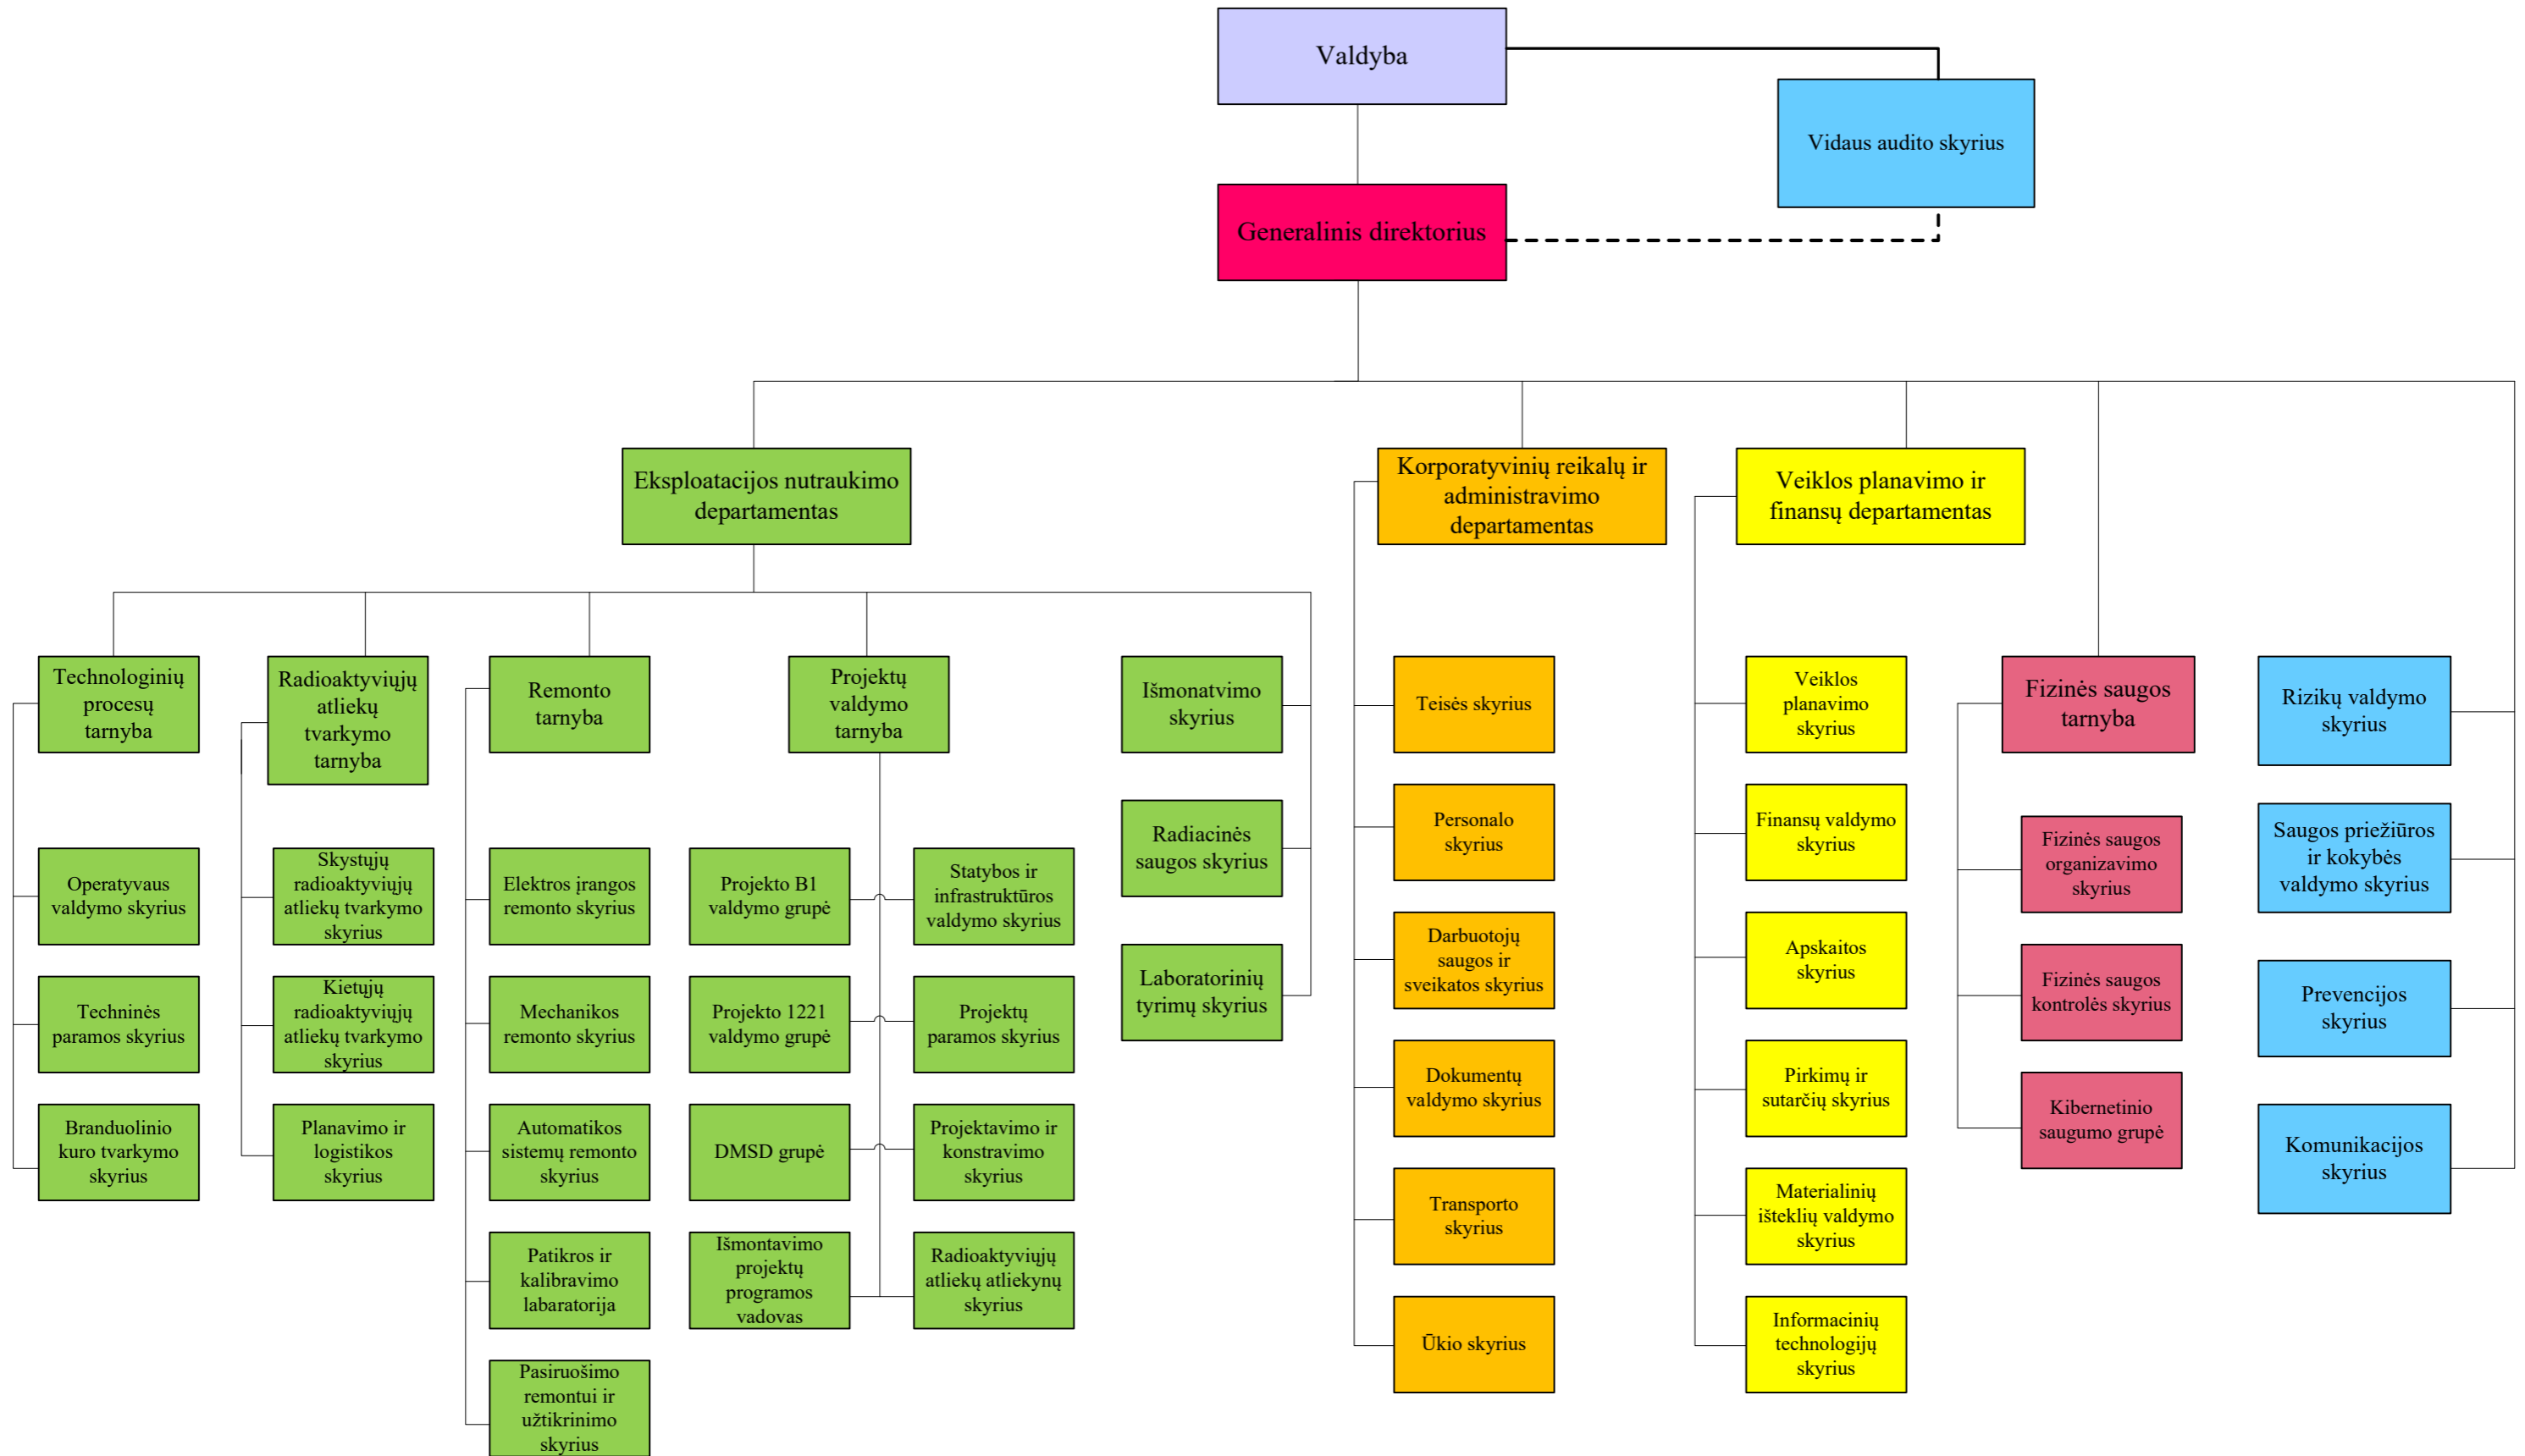 Valdyba
Vidaus audito skyrius
Generalinis direktorius
Eksploatacijos nutraukimo
departamentas
Korporatyvinių reikalų ir
administravimo
departamentas
Veiklos planavimo ir
finansų departamentas
Technologinių
procesų
tarnyba
Radioaktyviųjų
atliekų
tvarkymo
tarnyba
Remonto
tarnyba
Projektų
valdymo
tarnyba
Išmonatvimo
skyrius
Teisės skyrius
Veiklos
planavimo
skyrius
Fizinės saugos
tarnyba
Rizikų valdymo
skyrius
Operatyvaus
valdymo skyrius
Techninės
paramos skyrius
Branduolinio
kuro tvarkymo
skyrius
Skystųjų
radioaktyviųjų
atliekų tvarkymo
skyrius
Kietųjų
radioaktyviųjų
atliekų tvarkymo
skyrius
Planavimo ir
logistikos
skyrius
Elektros įrangos
remonto skyrius
Mechanikos
remonto skyrius
Automatikos
sistemų remonto
skyrius
Patikros ir
kalibravimo
labaratorija
Pasiruošimo
remontui ir
užtikrinimo
skyrius
Projekto B1
valdymo grupė
Projekto 1221
valdymo grupė
DMSD grupė
Išmontavimo
projektų
programos
vadovas
Statybos ir
infrastruktūros
valdymo skyrius
Projektų
paramos skyrius
Projektavimo ir
konstravimo
skyrius
Radioaktyviųjų
atliekų atliekynų
skyrius
Radiacinės
saugos skyrius
Laboratorinių
tyrimų skyrius
Personalo
skyrius
Darbuotojų
saugos ir
sveikatos skyrius
Dokumentų
valdymo skyrius
Transporto
skyrius
Ūkio skyrius
Finansų valdymo
skyrius
Apskaitos
skyrius
Pirkimų ir
sutarčių skyrius
Materialinių
išteklių valdymo
skyrius
Informacinių
technologijų
skyrius
Fizinės saugos
organizavimo
skyrius
Fizinės saugos
kontrolės skyrius
Kibernetinio
saugumo grupė
Saugos priežiūros
ir kokybės
valdymo skyrius
Prevencijos
skyrius
Komunikacijos
skyrius